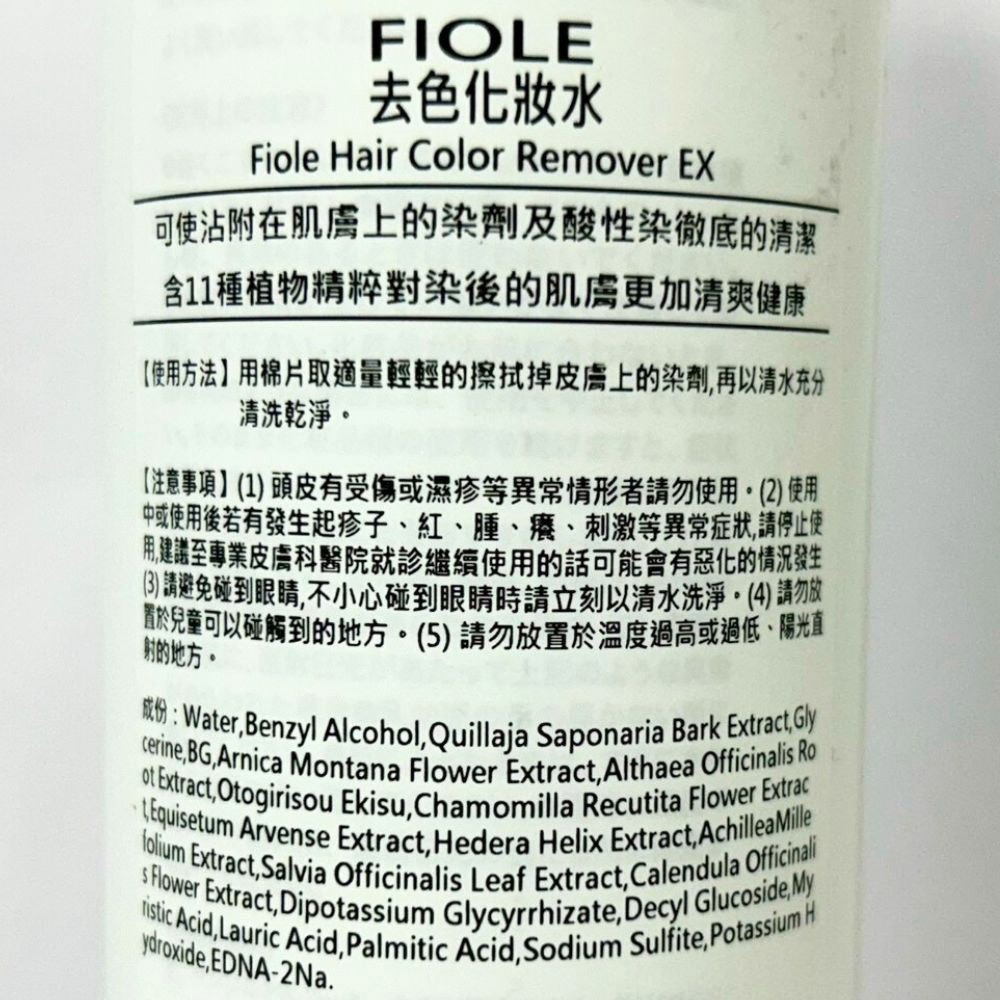 FIOLE
去色化妝水
Fiole Hair Color Remover EX
可使沾附在肌膚上的染劑及酸性染徹底的清潔
含11種植物精粹對染後的肌膚更加清爽健康
【使用方法】用棉片取適量輕輕的擦拭掉皮膚上的染劑,再以清水充分
清洗乾淨。
【注意事項】(1) 頭皮有受傷或濕疹等異常情形者請勿使用。(2) 使用
中或使用後若有發生起疹子、紅、腫、癢、刺激等異常症狀,請停止使
用,建議至專業皮膚科醫院就診繼續使用的話可能會有惡化的情況發生
(3) 請避免碰到眼睛,不小心碰到眼睛時請立刻以清水洗淨。(4) 請勿放
置於兒童可以碰觸到的地方。(5) 請勿放置於溫度過高或過低、陽光直
射的地方。
成份 : Water,Benzyl Alcohol,Quillaja Saponaria Bark Extract,Gly
cerine,BG,Arnica Montana Flower Extract,Althaea Officinalis Ro
ot Extract,Otogirisou Ekisu,Chamomilla Recutita Flower Extrac
t,Equisetum Arvense Extract,Hedera Helix Extract,AchilleaMille
folium Extract,Salvia Officinalis Leaf Extract,Calendula Officinali
s Flower Extract,Dipotassium Glycyrrhizate,Decyl Glucoside,My
ristic Acid,Lauric Acid,Palmitic Acid,Sodium Sulfite,Potassium H
ydroxide,EDNA-2Na.